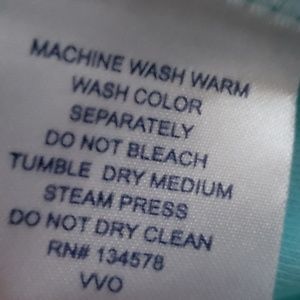 MACHINE WASH WARM
WASH COLOR
SEPARATELY
DO NOT BLEACH
TUMBLE DRY MEDIUM
STEAM PRESS
DO NOT DRY CLEAN
RN# 134578
VVO